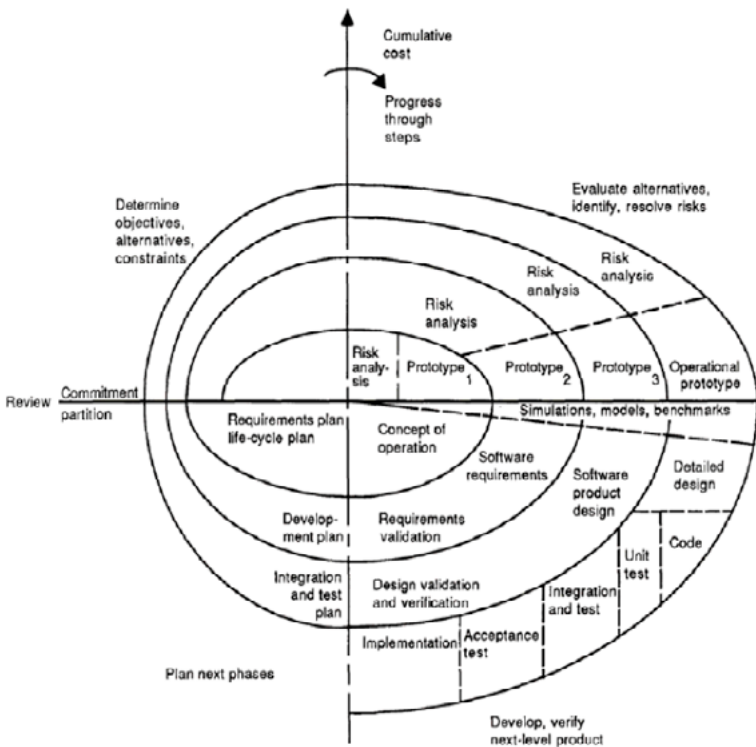 Cumulative
cost
Progress
through
steps
Evaluate alternatives,
identify, resolve risks
Determine
objectives,
alternatives,
constraints
Risk
analysis
Risk
analysis
Risk
analysis
Risk
analy-
sis
Prototype 1
Prototype 2
Prototype 3
Operational
prototype
Review
Commitment
partition
Simulations, models, benchmarks
Requirements plan
life-cycle plan
Concept of
operation
Software
requirements
Software
product
design
Detailed
design
Develop-
ment plan
Requirements
validation
Code
Unit
test
Integration
and test
plan
Design validation
and verification
Integration
and test
Acceptance
test
Implementation
Plan next phases
Develop, verify
next-level product